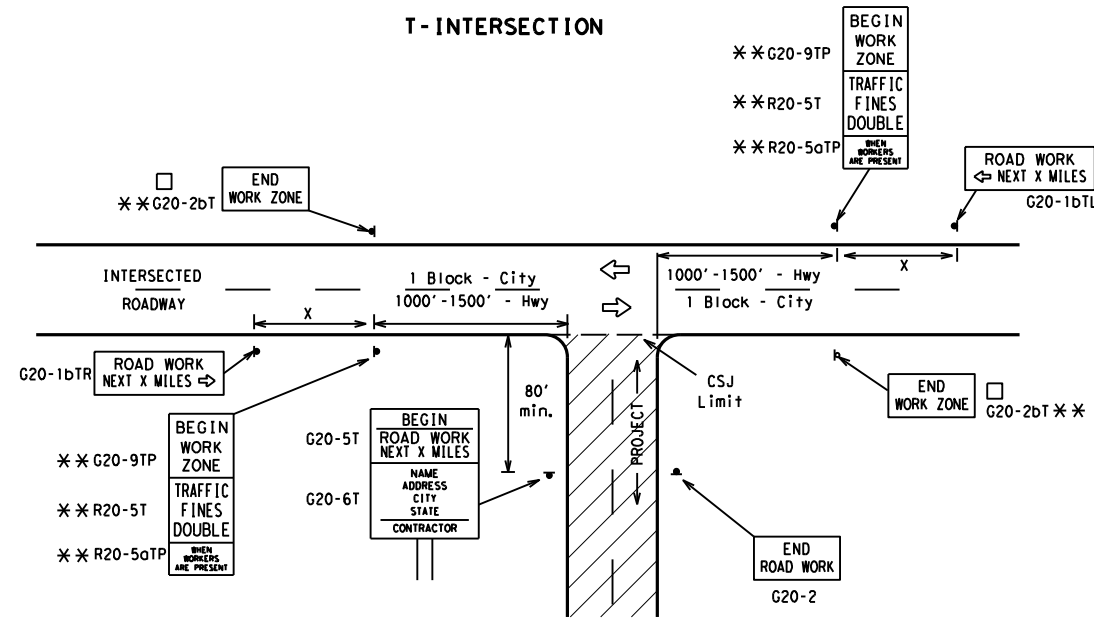 T-INTERSECTION
BEGIN
WORK
ZONE
TRAFFIC
FINES
DOUBLE
WHEN
WORKERS
ARE PRESENT
**G20-9TP
**R20-5T
**R20-5aTP
ROAD WORK
⇦ NEXT X MILES
G20-1bTL
□
**G20-2bT
END
WORK ZONE
INTERSECTED
ROADWAY
X
1 Block - City
1000'-1500' - Hwy
⇦
⇨
1000'-1500' - Hwy
1 Block - City
X
G20-1bTR
ROAD WORK
NEXT X MILES ⇨
80'
min.
PROJECT
CSJ
Limit
END
WORK ZONE
□
G20-2bT **
**G20-9TP
**R20-5T
**R20-5aTP
BEGIN
WORK
ZONE
TRAFFIC
FINES
DOUBLE
WHEN
WORKERS
ARE PRESENT
G20-5T
G20-6T
BEGIN
ROAD WORK
NEXT X MILES
NAME
ADDRESS
CITY
STATE
CONTRACTOR
END
ROAD WORK
G20-2